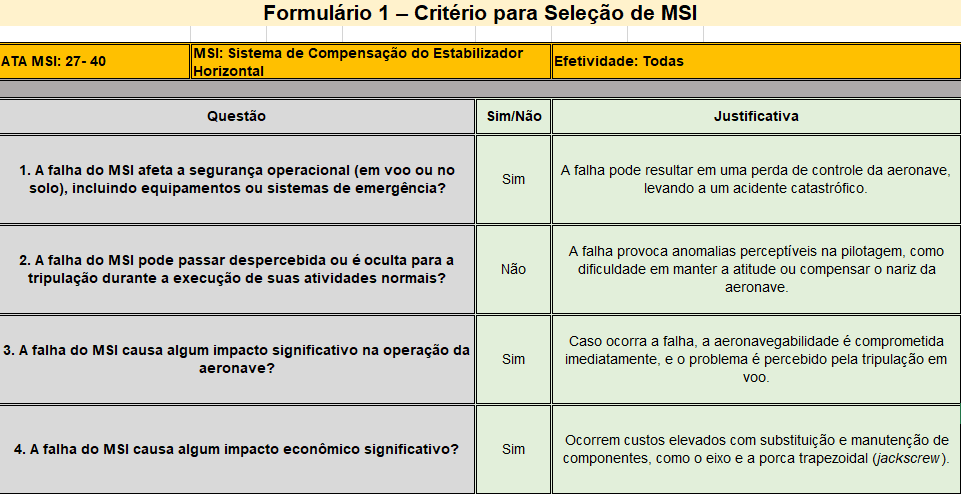 Formulário 1 – Critério para Seleção de MSI
ATA MSI: 27- 40
MSI: Sistema de Compensação do Estabilizador
Horizontal
Efetividade: Todas
Questão
Sim/Não
Justificativa
1. A falha do MSI afeta a segurança operacional (em voo ou no
solo), incluindo equipamentos ou sistemas de emergência?
Sim
A falha pode resultar em uma perda de controle da aeronave,
levando a um acidente catastrófico.
2. A falha do MSI pode passar despercebida ou é oculta para a
tripulação durante a execução de suas atividades normais?
Não
A falha provoca anomalias perceptíveis na pilotagem, como
dificuldade em manter a atitude ou compensar o nariz da
aeronave.
3. A falha do MSI causa algum impacto significativo na operação da
aeronave?
Sim
Caso ocorra a falha, a aeronavegabilidade é comprometida
imediatamente, e o problema é percebido pela tripulação em
voo.
4. A falha do MSI causa algum impacto econômico significativo?
Sim
Ocorrem custos elevados com substituição e manutenção de
componentes, como o eixo e a porca trapezoidal (jackscrew).